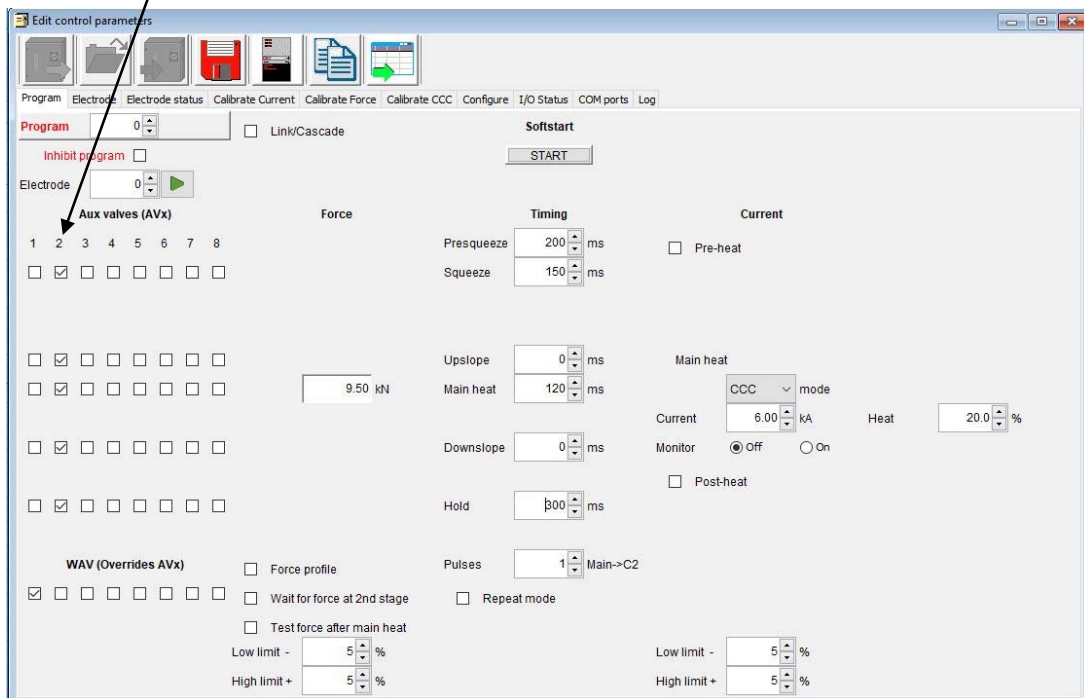 Edit control parameters
Program Electrode Electrode status Calibrate Current Calibrate Force Calibrate CCC Configure I/O Status COM ports Log
Program 0 Link/Cascade Softstart
Inhibit program START
Electrode 0
Aux valves (AVx) Force Timing Current
1 2 3 4 5 6 7 8 Presqueeze 200 ms Pre-heat
Squeeze 150 ms
Upslope 0 ms Main heat
9.50 kN Main heat 120 ms CCC mode
Current 6.00 kA Heat 20.0 %
Downslope 0 ms Monitor Off On
Post-heat
Hold 300 ms
WAV (Overrides AVx) Force profile Pulses 1 Main->C2
Wait for force at 2nd stage Repeat mode
Test force after main heat
Low limit - 5 % Low limit - 5 %
High limit + 5 % High limit + 5 %